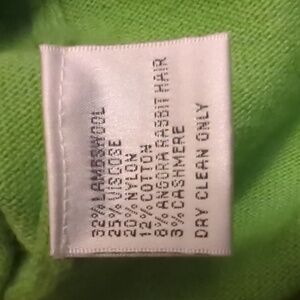 32% LAMBSWOOL
25% VISCOSE
20% NYLON
12% COTTON
8% ANGORA RABBIT HAIR
3% CASHMERE
DRY CLEAN ONLY